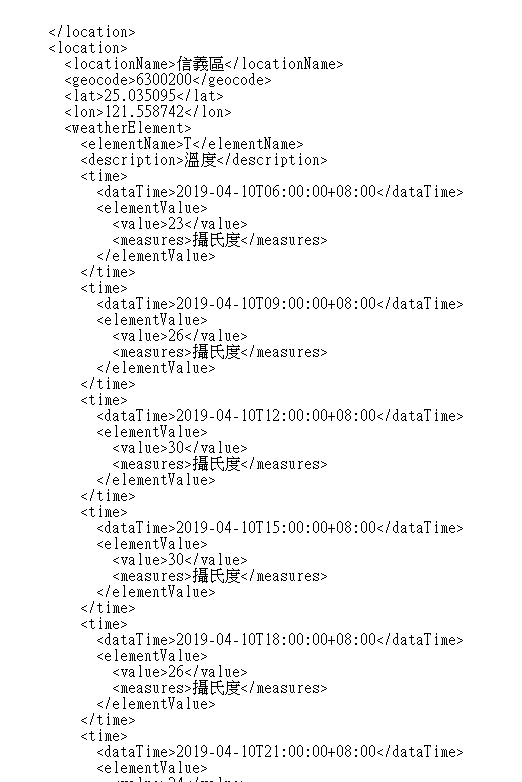 </location>
<location>
<locationName>信義區</locationName>
<geocode>6300200</geocode>
<lat>25.035095</lat>
<lon>121.558742</lon>
<weatherElement>
<elementName>T</elementName>
<description>溫度</description>
<time>
<dataTime>2019-04-10T06:00:00+08:00</dataTime>
<elementValue>
<value>23</value>
<measures>攝氏度</measures>
</elementValue>
</time>
<time>
<dataTime>2019-04-10T09:00:00+08:00</dataTime>
<elementValue>
<value>26</value>
<measures>攝氏度</measures>
</elementValue>
</time>
<time>
<dataTime>2019-04-10T12:00:00+08:00</dataTime>
<elementValue>
<value>30</value>
<measures>攝氏度</measures>
</elementValue>
</time>
<time>
<dataTime>2019-04-10T15:00:00+08:00</dataTime>
<elementValue>
<value>30</value>
<measures>攝氏度</measures>
</elementValue>
</time>
<time>
<dataTime>2019-04-10T18:00:00+08:00</dataTime>
<elementValue>
<value>26</value>
<measures>攝氏度</measures>
</elementValue>
</time>
<time>
<dataTime>2019-04-10T21:00:00+08:00</dataTime>
<elementValue>